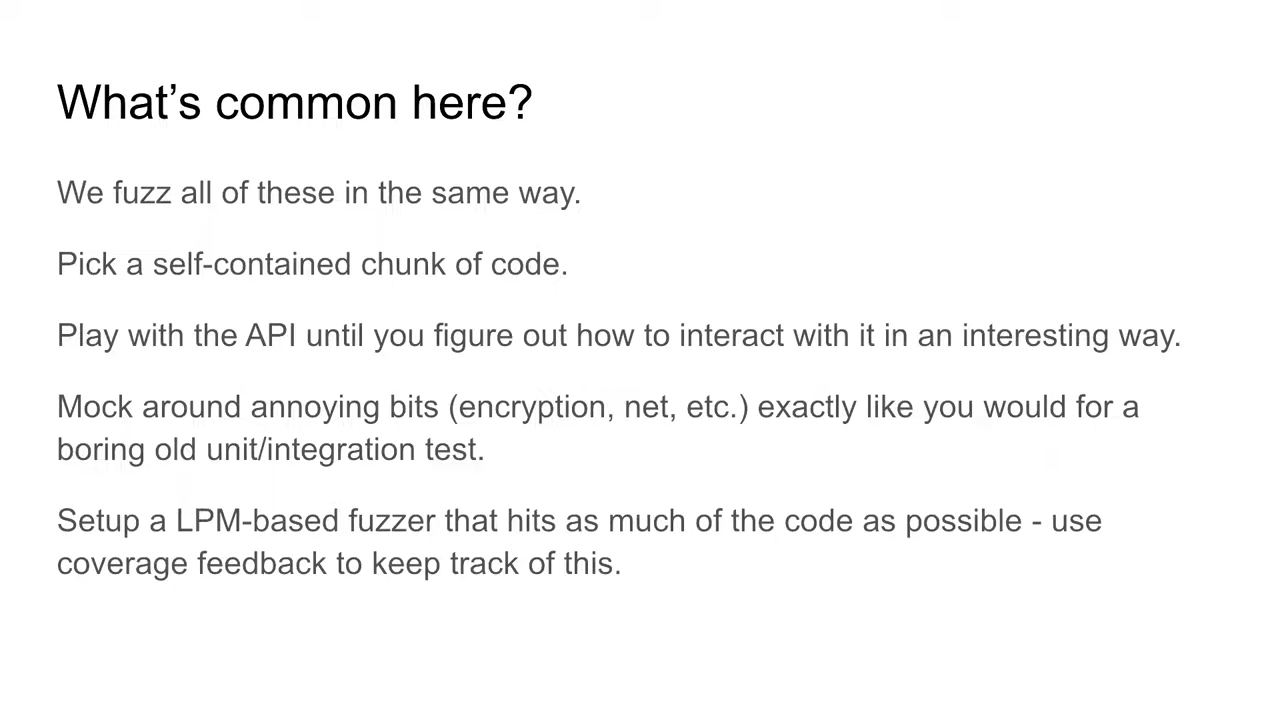 What’s common here?
We fuzz all of these in the same way.
Pick a self-contained chunk of code.
Play with the API until you figure out how to interact with it in an interesting way.
Mock around annoying bits (encryption, net, etc.) exactly like you would for a
boring old unit/integration test.
Setup a LPM-based fuzzer that hits as much of the code as possible - use
coverage feedback to keep track of this.